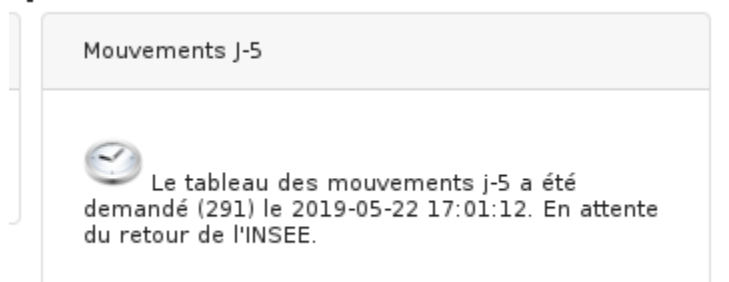 Mouvements J-5
Le tableau des mouvements j-5 a été
demandé (291) le 2019-05-22 17:01:12. En attente
du retour de l'INSEE.